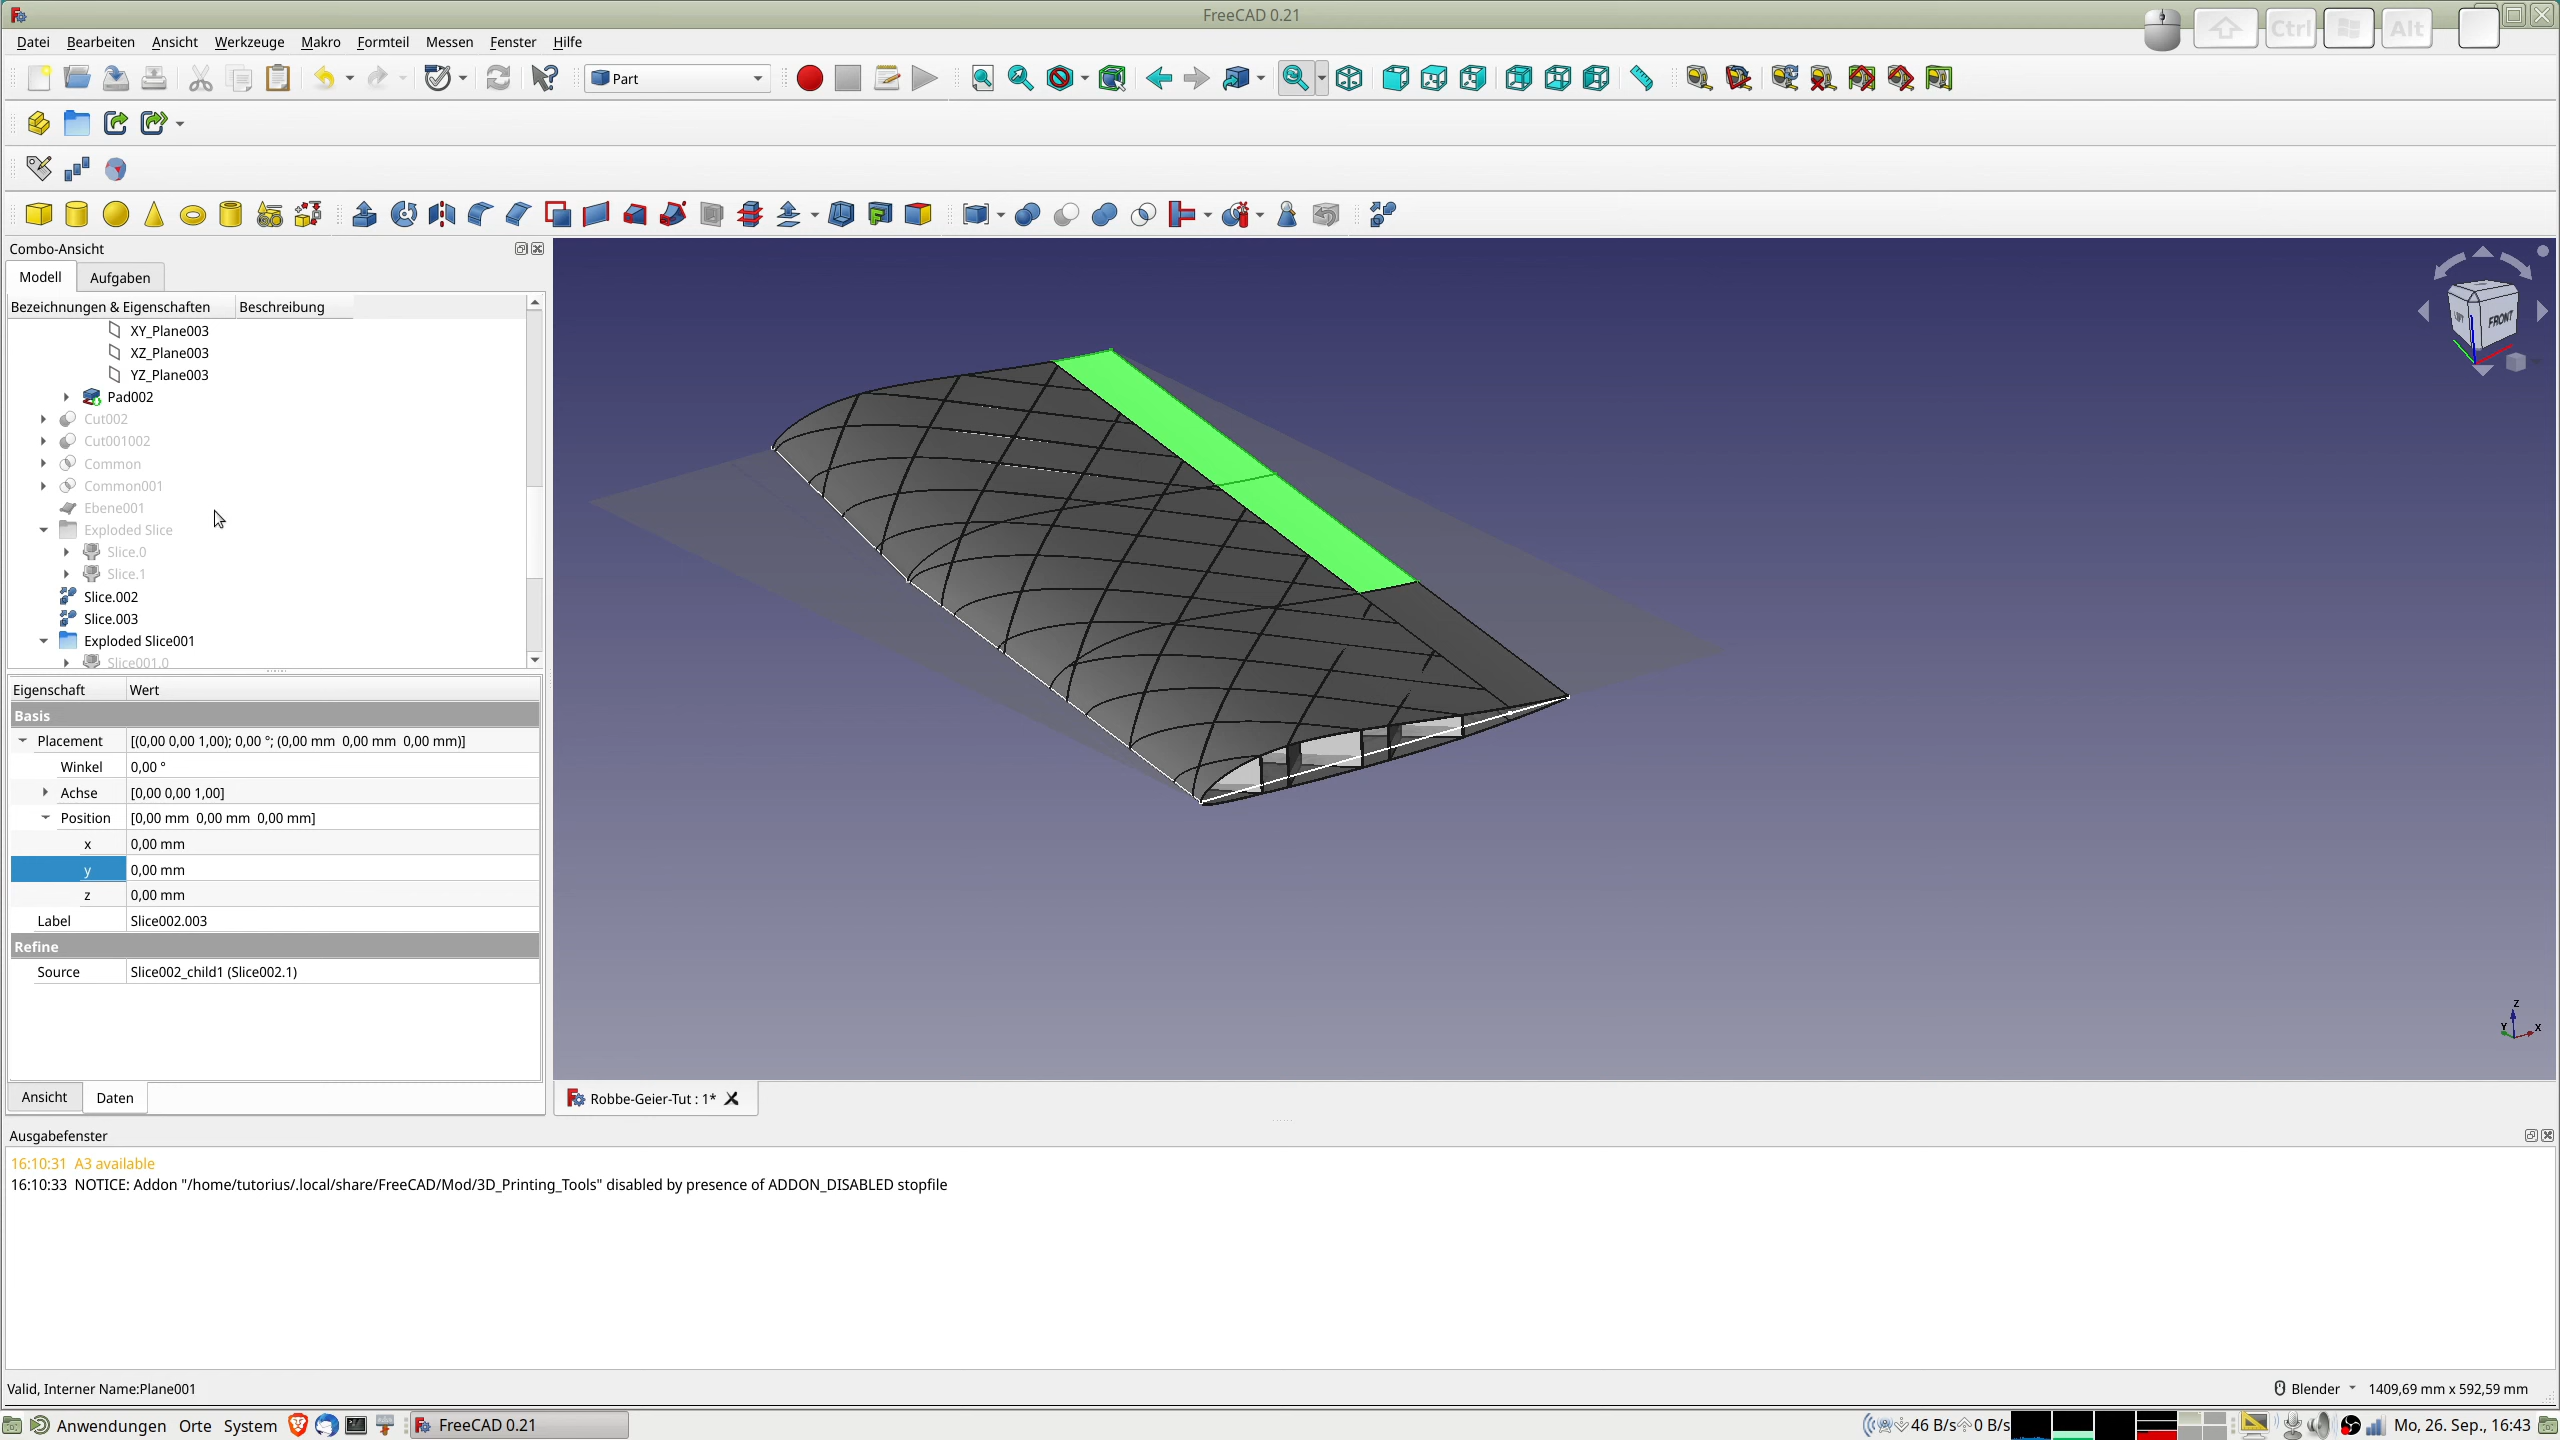 FreeCAD 0.21
Datei Bearbeiten Ansicht Werkzeuge Makro Formteil Messen Fenster Hilfe
Ctrl Alt
Part
Combo-Ansicht
Modell Aufgaben
Bezeichnungen & Eigenschaften Beschreibung
XY_Plane003
XZ_Plane003
YZ_Plane003
Pad002
Cut002
Cut001002
Common
Common001
Ebene001
Exploded Slice
Slice.0
Slice.1
Slice.002
Slice.003
Exploded Slice001
Slice001.0
FRONT
Eigenschaft Wert
Basis
Placement [(0,00 0,00 1,00); 0,00 °; (0,00 mm 0,00 mm 0,00 mm)]
Winkel 0,00 °
Achse [0,00 0,00 1,00]
Position [0,00 mm 0,00 mm 0,00 mm]
x 0,00 mm
y 0,00 mm
z 0,00 mm
Label Slice002.003
Refine
Source Slice002_child1 (Slice002.1)
Z
Y X
Ansicht Daten
Robbe-Geier-Tut : 1*
Ausgabefenster
16:10:31 A3 available
16:10:33 NOTICE: Addon "/home/tutorius/.local/share/FreeCAD/Mod/3D_Printing_Tools" disabled by presence of ADDON_DISABLED stopfile
Valid, Interner Name:Plane001
Blender 1409,69 mm x 592,59 mm
Anwendungen Orte System FreeCAD 0.21 46 B/s 0 B/s Mo, 26. Sep., 16:43